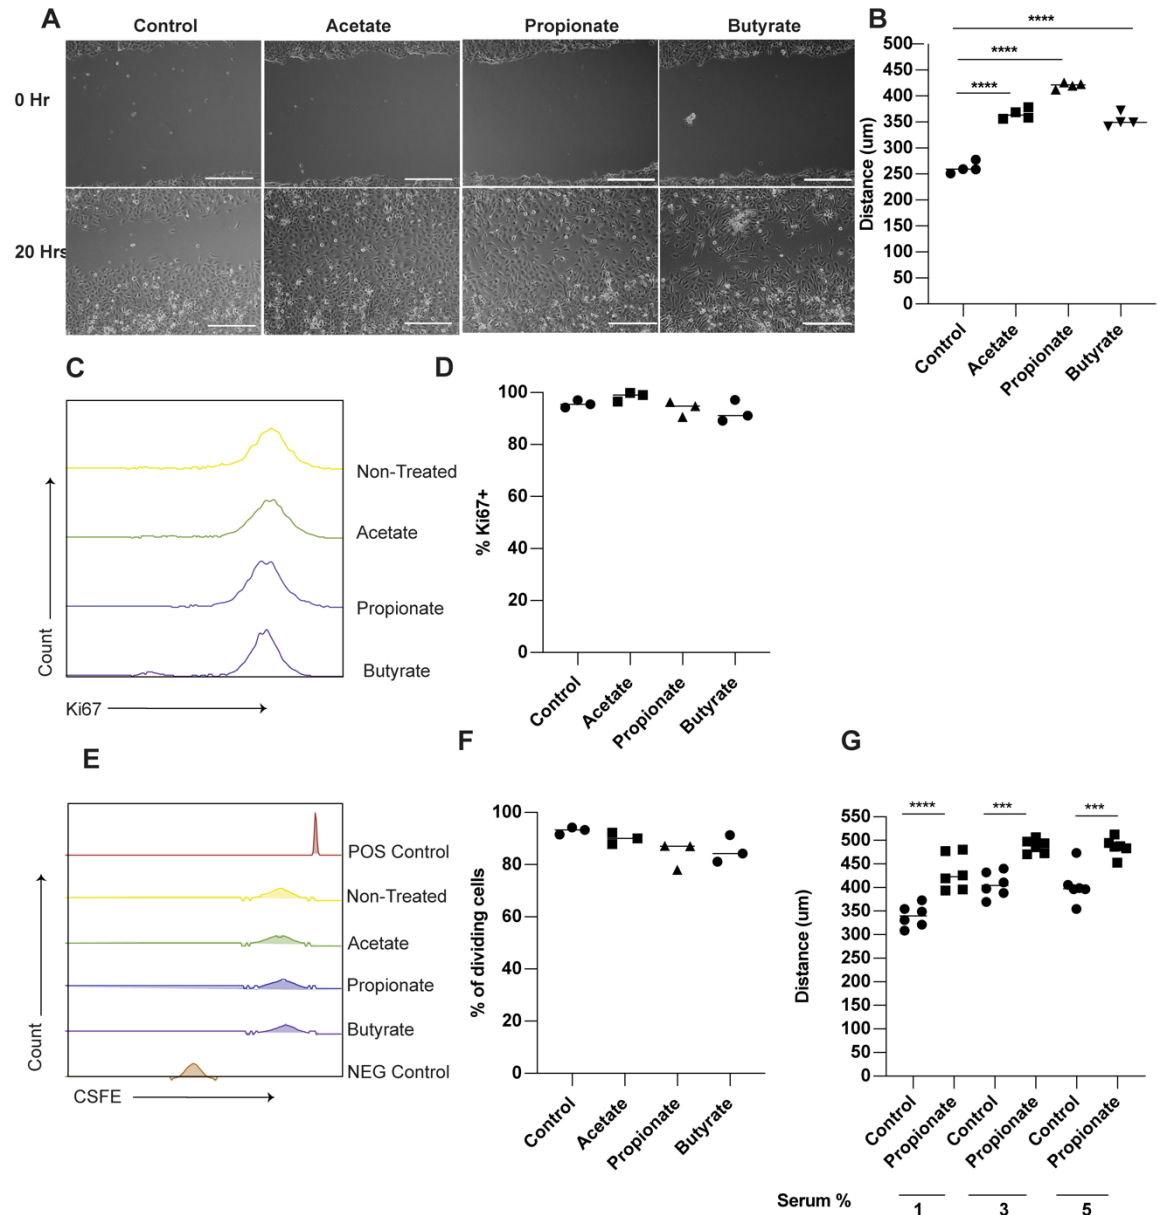 A
Control
Acetate
Propionate
Butyrate
0 Hr
20 Hrs
B
****
****
****
500
450
400
350
300
250
200
150
100
50
0
Distance (um)
Control
Acetate
Propionate
Butyrate
C
Non-Treated
Acetate
Propionate
Butyrate
Count
Ki67
D
100
80
60
40
20
0
% Ki67+
Control
Acetate
Propionate
Butyrate
E
POS Control
Non-Treated
Acetate
Propionate
Butyrate
NEG Control
Count
CSFE
F
100
80
60
40
20
0
% of dividing cells
Control
Acetate
Propionate
Butyrate
G
****
***
***
550
500
450
400
350
300
250
200
150
100
50
0
Distance (um)
Control
Propionate
Control
Propionate
Control
Propionate
Serum %
1
3
5